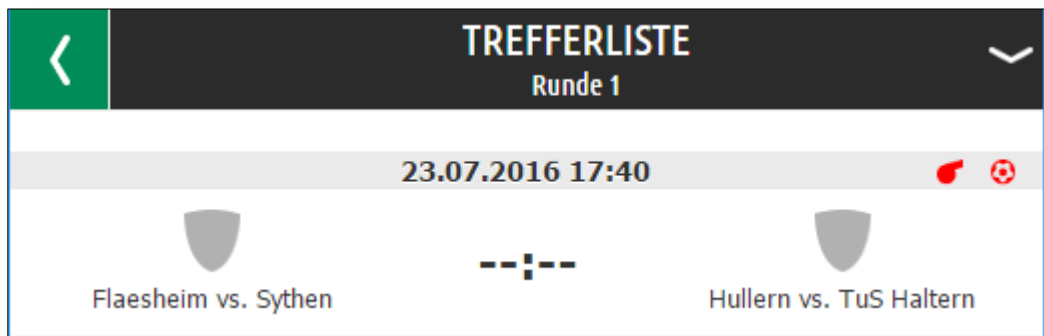 TREFFERLISTE
Runde 1
23.07.2016 17:40
--:--
Flaesheim vs. Sythen
Hullern vs. TuS Haltern